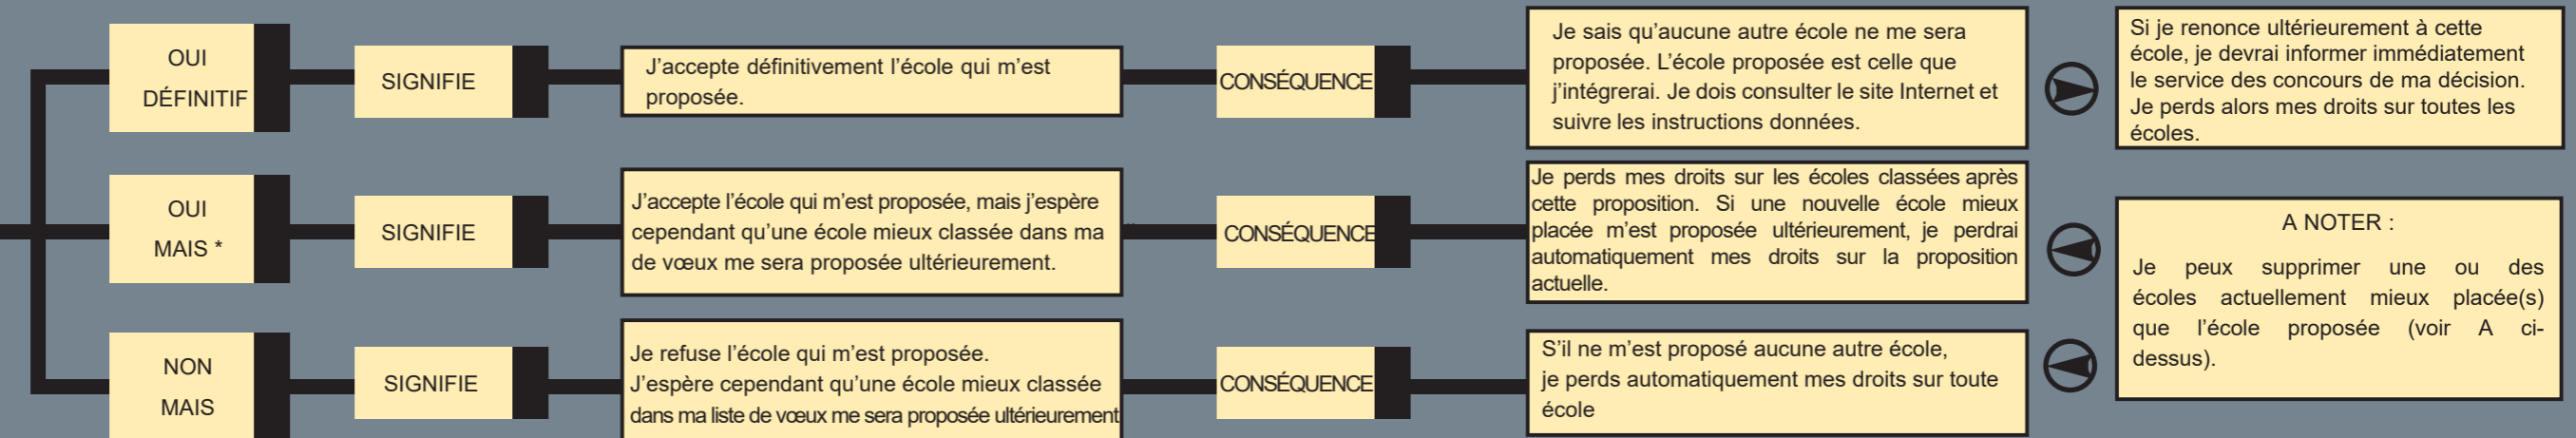 OUI
DÉFINITIF
SIGNIFIE
J'accepte définitivement l'école qui m'est
proposée.
CONSÉQUENCE
Je sais qu'aucune autre école ne me sera
proposée. L'école proposée est celle que
j'intégrerai. Je dois consulter le site Internet et
suivre les instructions données.
Si je renonce ultérieurement à cette
école, je devrai informer immédiatement
le service des concours de ma décision.
Je perds alors mes droits sur toutes les
écoles.
OUI
MAIS *
SIGNIFIE
J'accepte l'école qui m'est proposée, mais j'espère
cependant qu'une école mieux classée dans ma
de vœux me sera proposée ultérieurement.
CONSÉQUENCE
Je perds mes droits sur les écoles classées après
cette proposition. Si une nouvelle école mieux
placée m'est proposée ultérieurement, je perdrai
automatiquement mes droits sur la proposition
actuelle.
A NOTER :
Je peux supprimer une ou des
écoles actuellement mieux placée(s)
que l'école proposée (voir A ci-
dessus).
NON
MAIS
SIGNIFIE
Je refuse l'école qui m'est proposée.
J'espère cependant qu'une école mieux classée
dans ma liste de vœux me sera proposée ultérieurement
CONSÉQUENCE
S'il ne m'est proposé aucune autre école,
je perds automatiquement mes droits sur toute
école